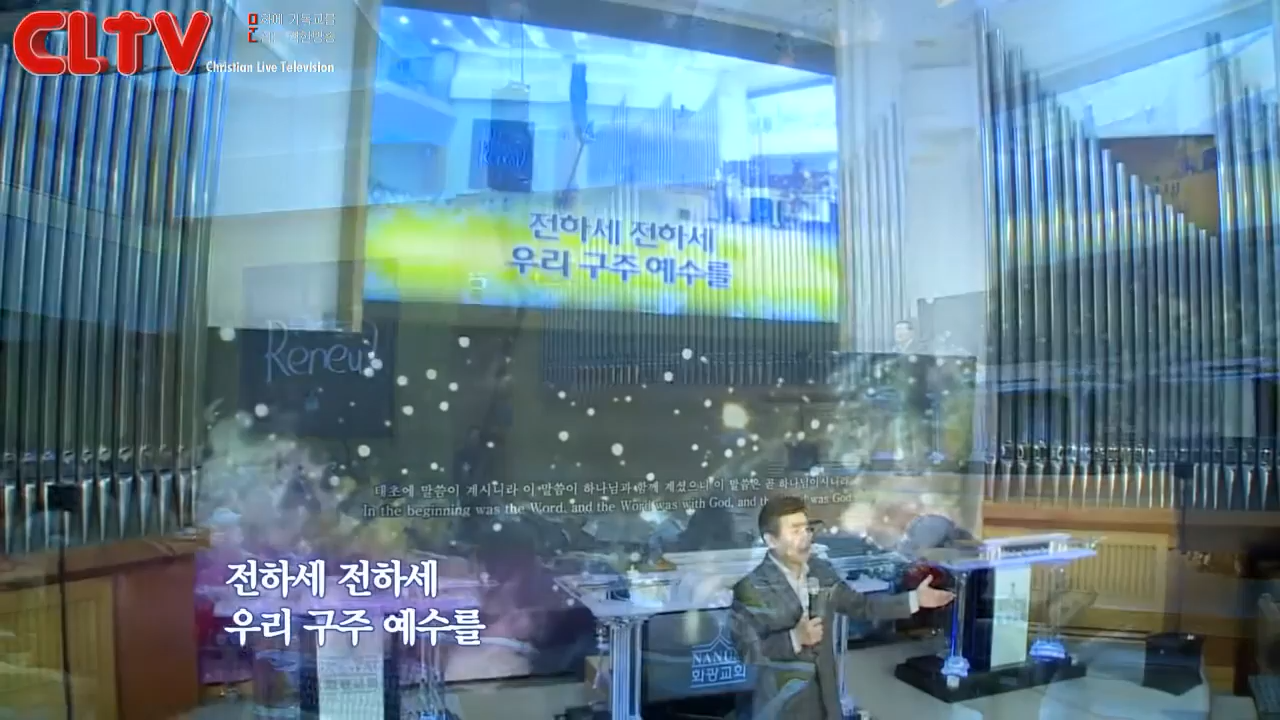 CLTV
Christian Live Television
전하세 전하세
우리 구주 예수를
Renew
태초에 말씀이 계시니라 이 말씀이 하나님과 함께 계셨으니 이 말씀은 곧 하나님이시니라
In the beginning was the Word, and the Word was with God, and the Word was God
전하세 전하세
우리 구주 예수를
화광교회